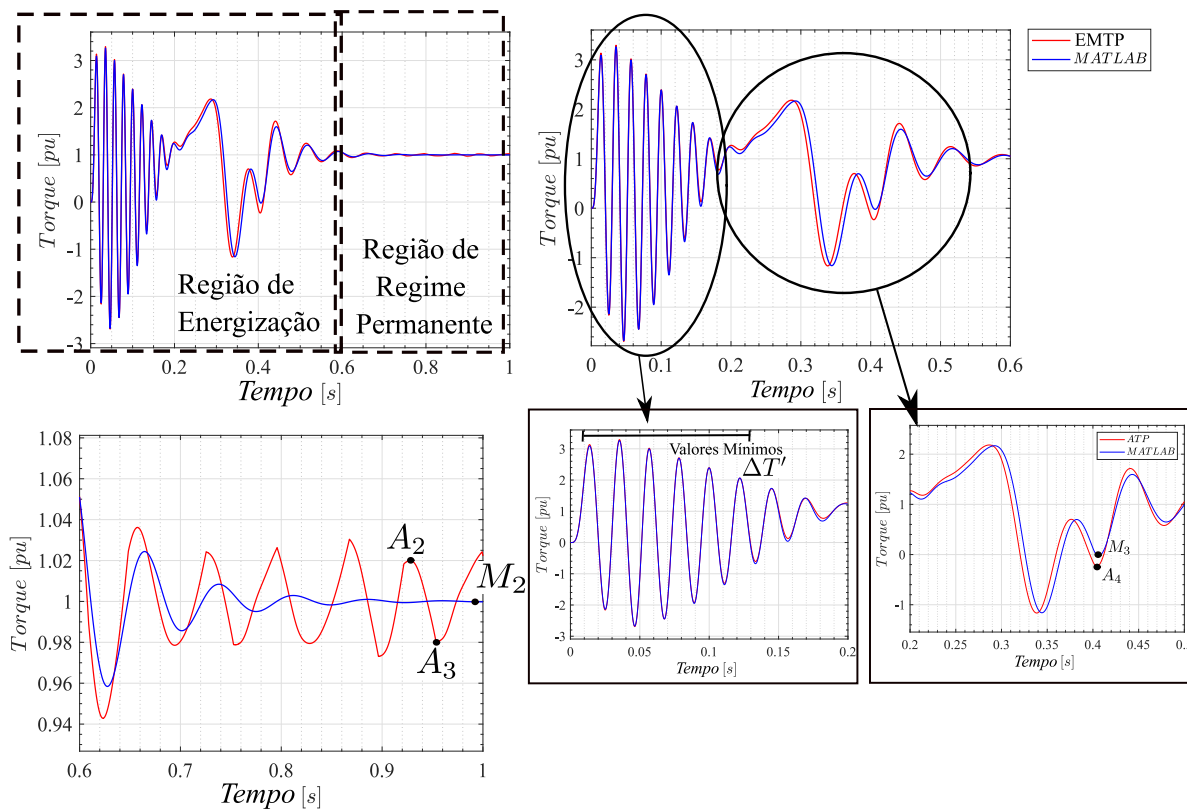 3
2
1
0
-1
-2
-3
Torque [pu]
0
0.2
0.4
0.6
0.8
1
Tempo [s]
Região de
Energização
Região de
Regime
Permanente
3
2
1
0
-1
-2
Torque [pu]
0
0.1
0.2
0.3
0.4
0.5
0.6
Tempo [s]
EMTP
MATLAB
1.08
1.06
1.04
1.02
1
0.98
0.96
0.94
Torque [pu]
0.6
0.7
0.8
0.9
1
Tempo [s]
A2
M2
A3
3
2
1
0
-1
-2
-3
Torque [pu]
0
0.05
0.1
0.15
0.2
Tempo [s]
Valores Mínimos
ΔT'
2
1
0
-1
Torque [pu]
0.2
0.25
0.3
0.35
0.4
0.45
0.5
Tempo [s]
ATP
MATLAB
M3
A4